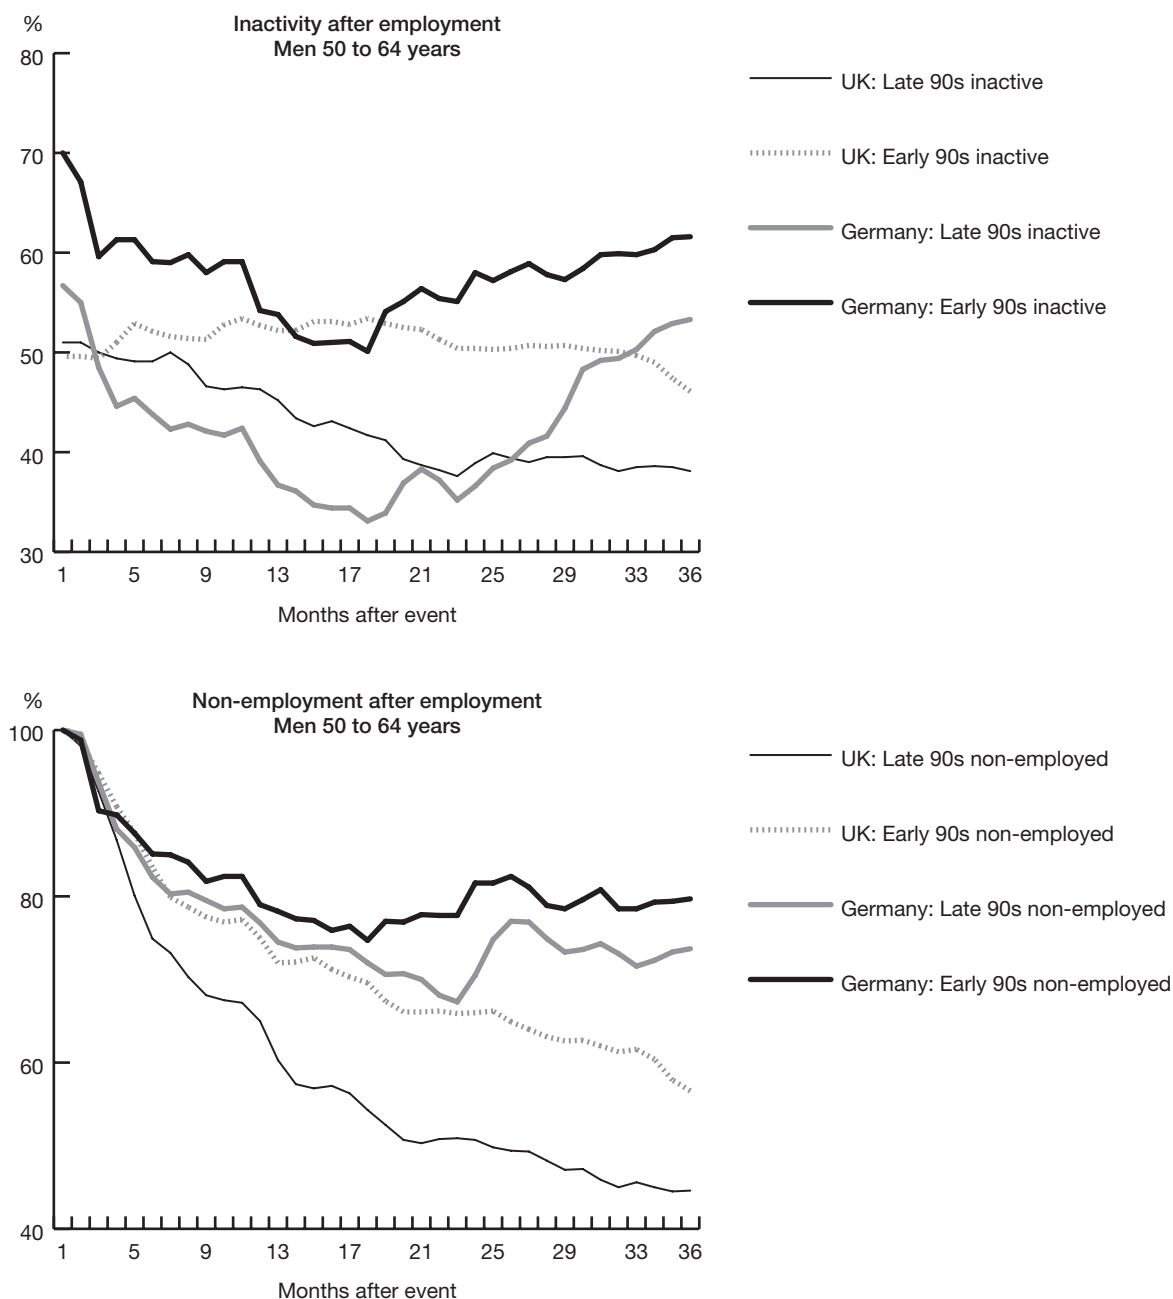 %
Inactivity after employment
Men 50 to 64 years
80
70
60
50
40
30
1 5 9 13 17 21 25 29 33 36
Months after event
UK: Late 90s inactive
UK: Early 90s inactive
Germany: Late 90s inactive
Germany: Early 90s inactive
%
Non-employment after employment
Men 50 to 64 years
100
80
60
40
1 5 9 13 17 21 25 29 33 36
Months after event
UK: Late 90s non-employed
UK: Early 90s non-employed
Germany: Late 90s non-employed
Germany: Early 90s non-employed